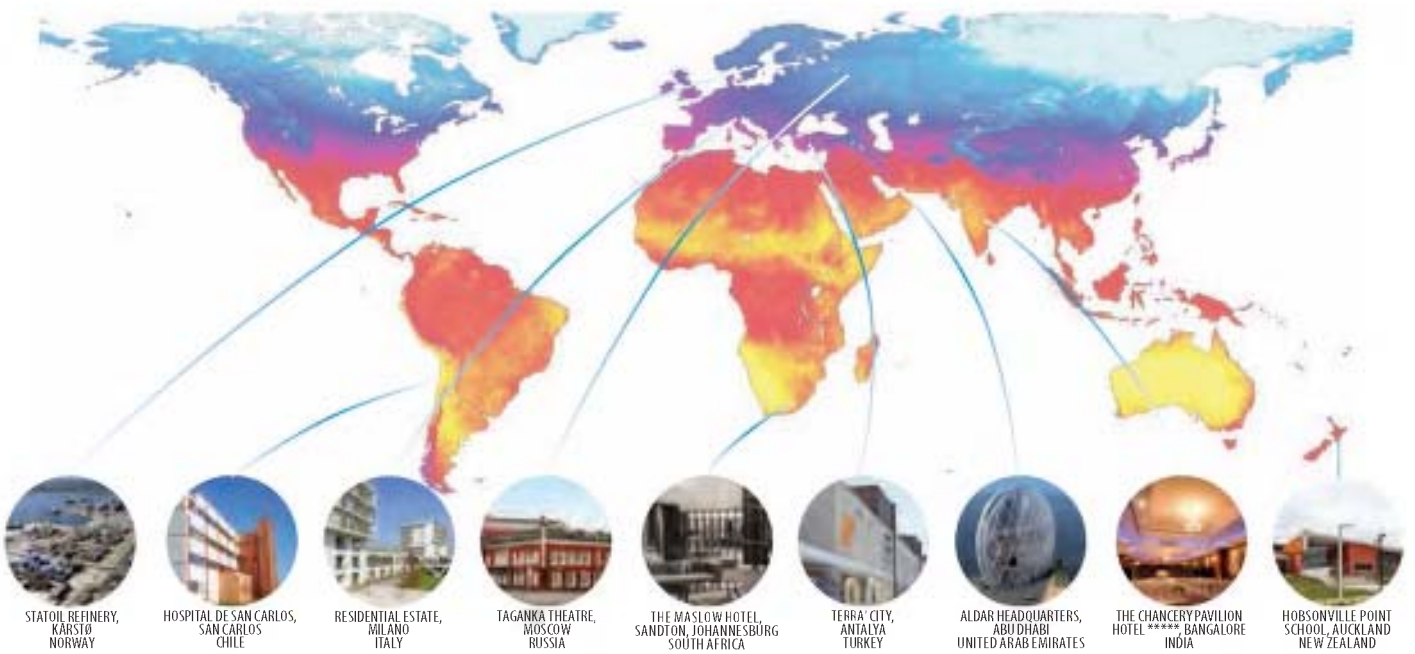 STATOIL REFINERY,
KÅRSTØ
NORWAY
HOSPITAL DE SAN CARLOS,
SAN CARLOS
CHILE
RESIDENTIAL ESTATE,
MILANO
ITALY
TAGANKA THEATRE,
MOSCOW
RUSSIA
THE MASLOW HOTEL,
SANDTON, JOHANNESBURG
SOUTH AFRICA
TERRA' CITY,
ANTALYA
TURKEY
ALDAR HEADQUARTERS,
ABU DHABI
UNITED ARAB EMIRATES
THE CHANCERY PAVILION
HOTEL *****, BANGALORE
INDIA
HOBSONVILLE POINT
SCHOOL, AUCKLAND
NEW ZEALAND